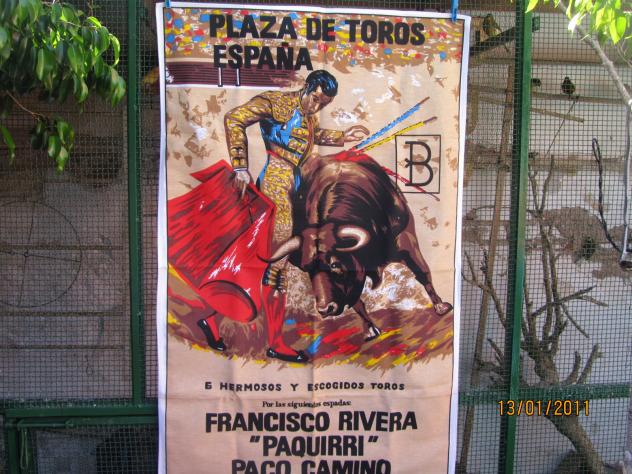 PLAZA DE TOROS
ESPAÑA
B
6 HERMOSOS Y ESCOGIDOS TOROS
Por las siguientes espadas:
FRANCISCO RIVERA
"PAQUIRRI"
PACO CAMINO
13/01/2011